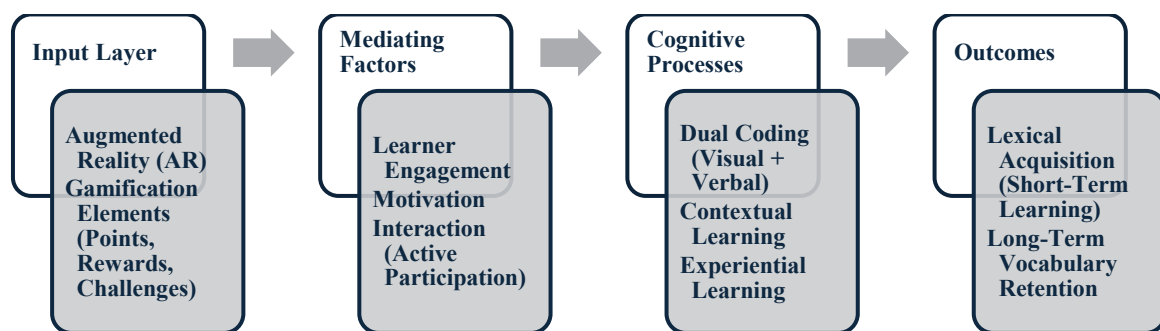 Input Layer
Augmented
Reality (AR)
Gamification
Elements
(Points,
Rewards,
Challenges)
Mediating
Factors
Learner
Engagement
Motivation
Interaction
(Active
Participation)
Cognitive
Processes
Dual Coding
(Visual +
Verbal)
Contextual
Learning
Experiential
Learning
Outcomes
Lexical
Acquisition
(Short-Term
Learning)
Long-Term
Vocabulary
Retention